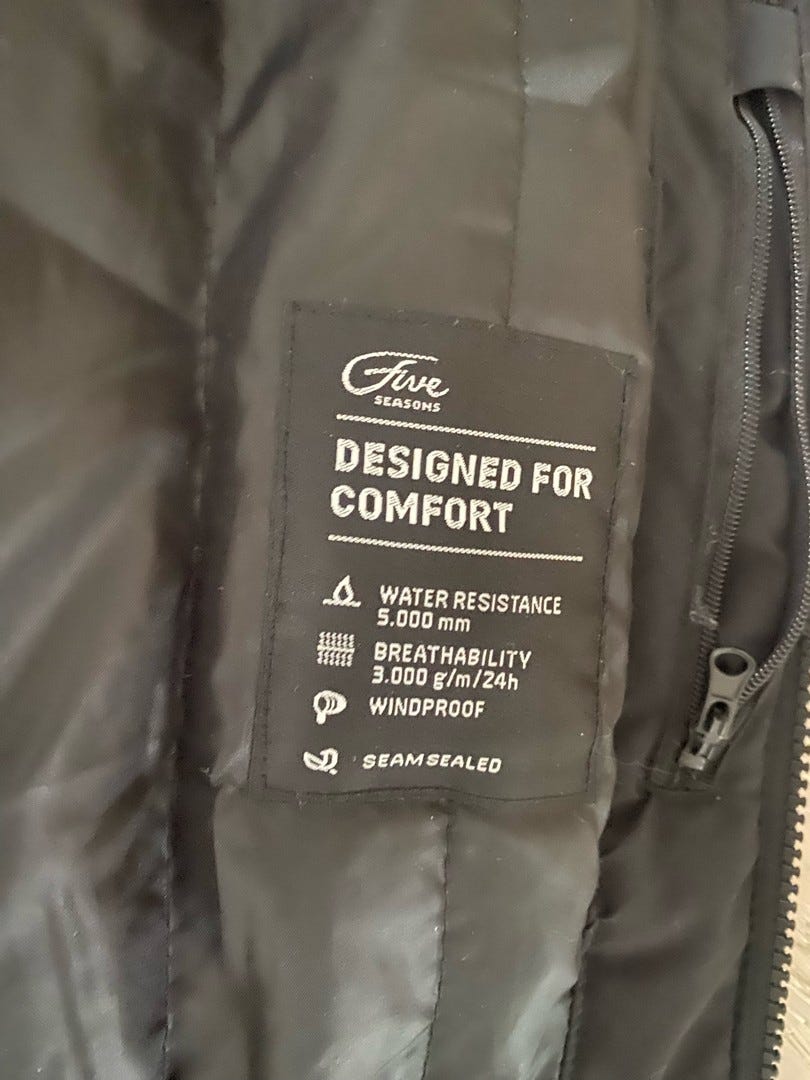 Five
SEASONS
DESIGNED FOR
COMFORT
WATER RESISTANCE
5.000 mm
BREATHABILITY
3.000 g/m/24h
WINDPROOF
SEAMSEALED